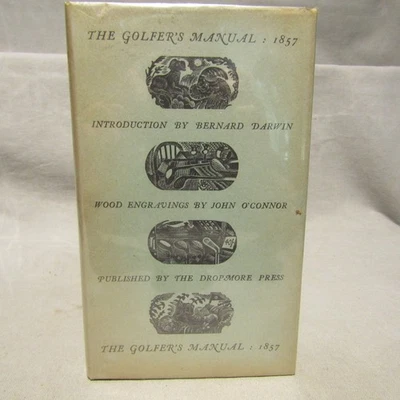 THE GOLFER'S MANUAL : 1857
INTRODUCTION BY BERNARD DARWIN
WOOD ENGRAVINGS BY JOHN O'CONNOR
PUBLISHED BY THE DROPMORE PRESS
THE GOLFER'S MANUAL : 1857